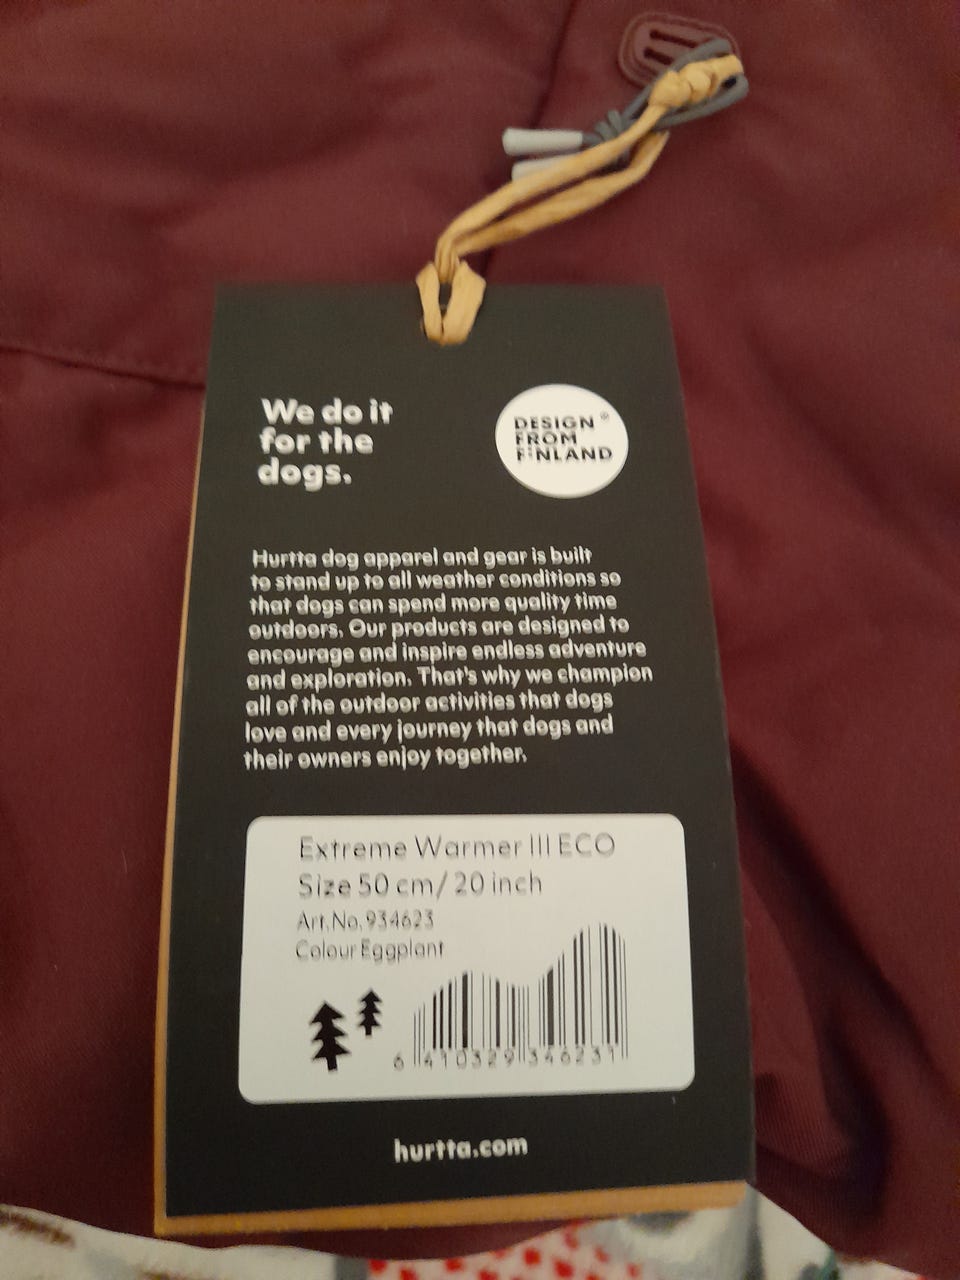 We do it
for the
dogs.
DESIGN ®
FROM
FINLAND
Hurtta dog apparel and gear is built
to stand up to all weather conditions so
that dogs can spend more quality time
outdoors. Our products are designed to
encourage and inspire endless adventure
and exploration. That's why we champion
all of the outdoor activities that dogs
love and every journey that dogs and
their owners enjoy together.
Extreme Warmer III ECO
Size 50 cm/ 20 inch
Art.No. 934623
Colour Eggplant
6 410329 346231
hurtta.com